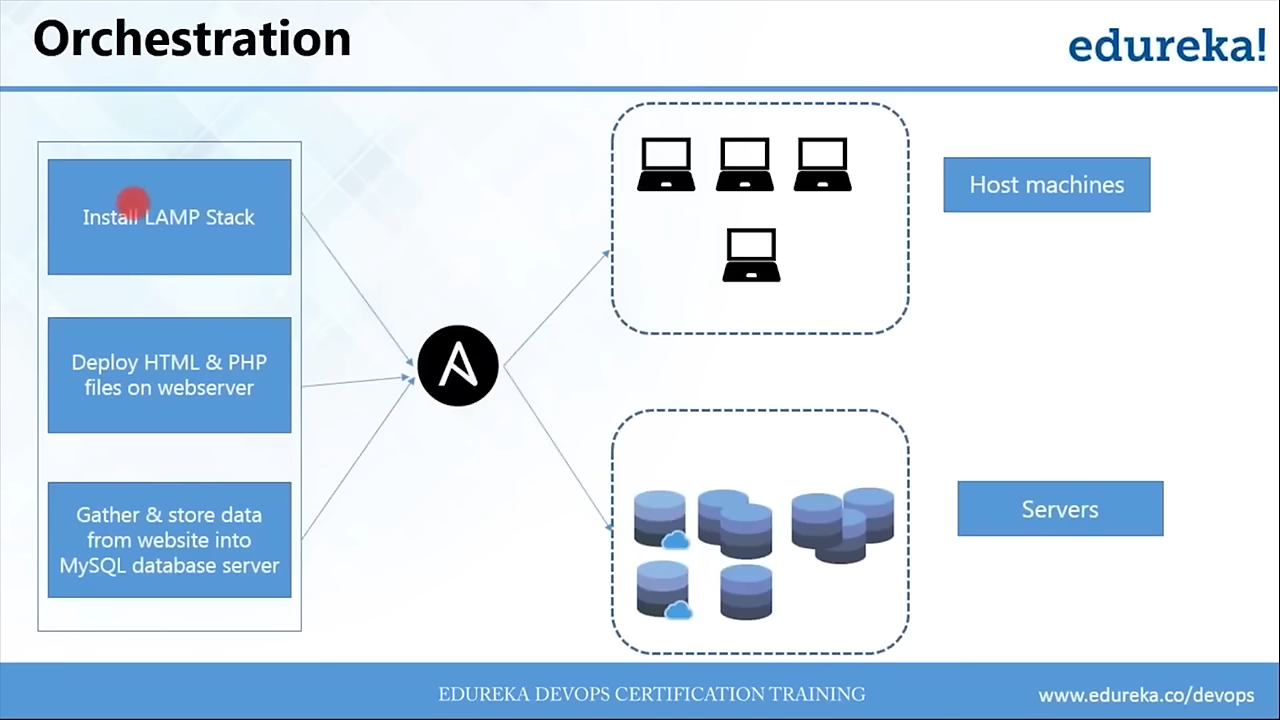 Orchestration
edureka!
Install LAMP Stack
Deploy HTML & PHP
files on webserver
Gather & store data
from website into
MySQL database server
Host machines
Servers
EDUREKA DEVOPS CERTIFICATION TRAINING
www.edureka.co/devops